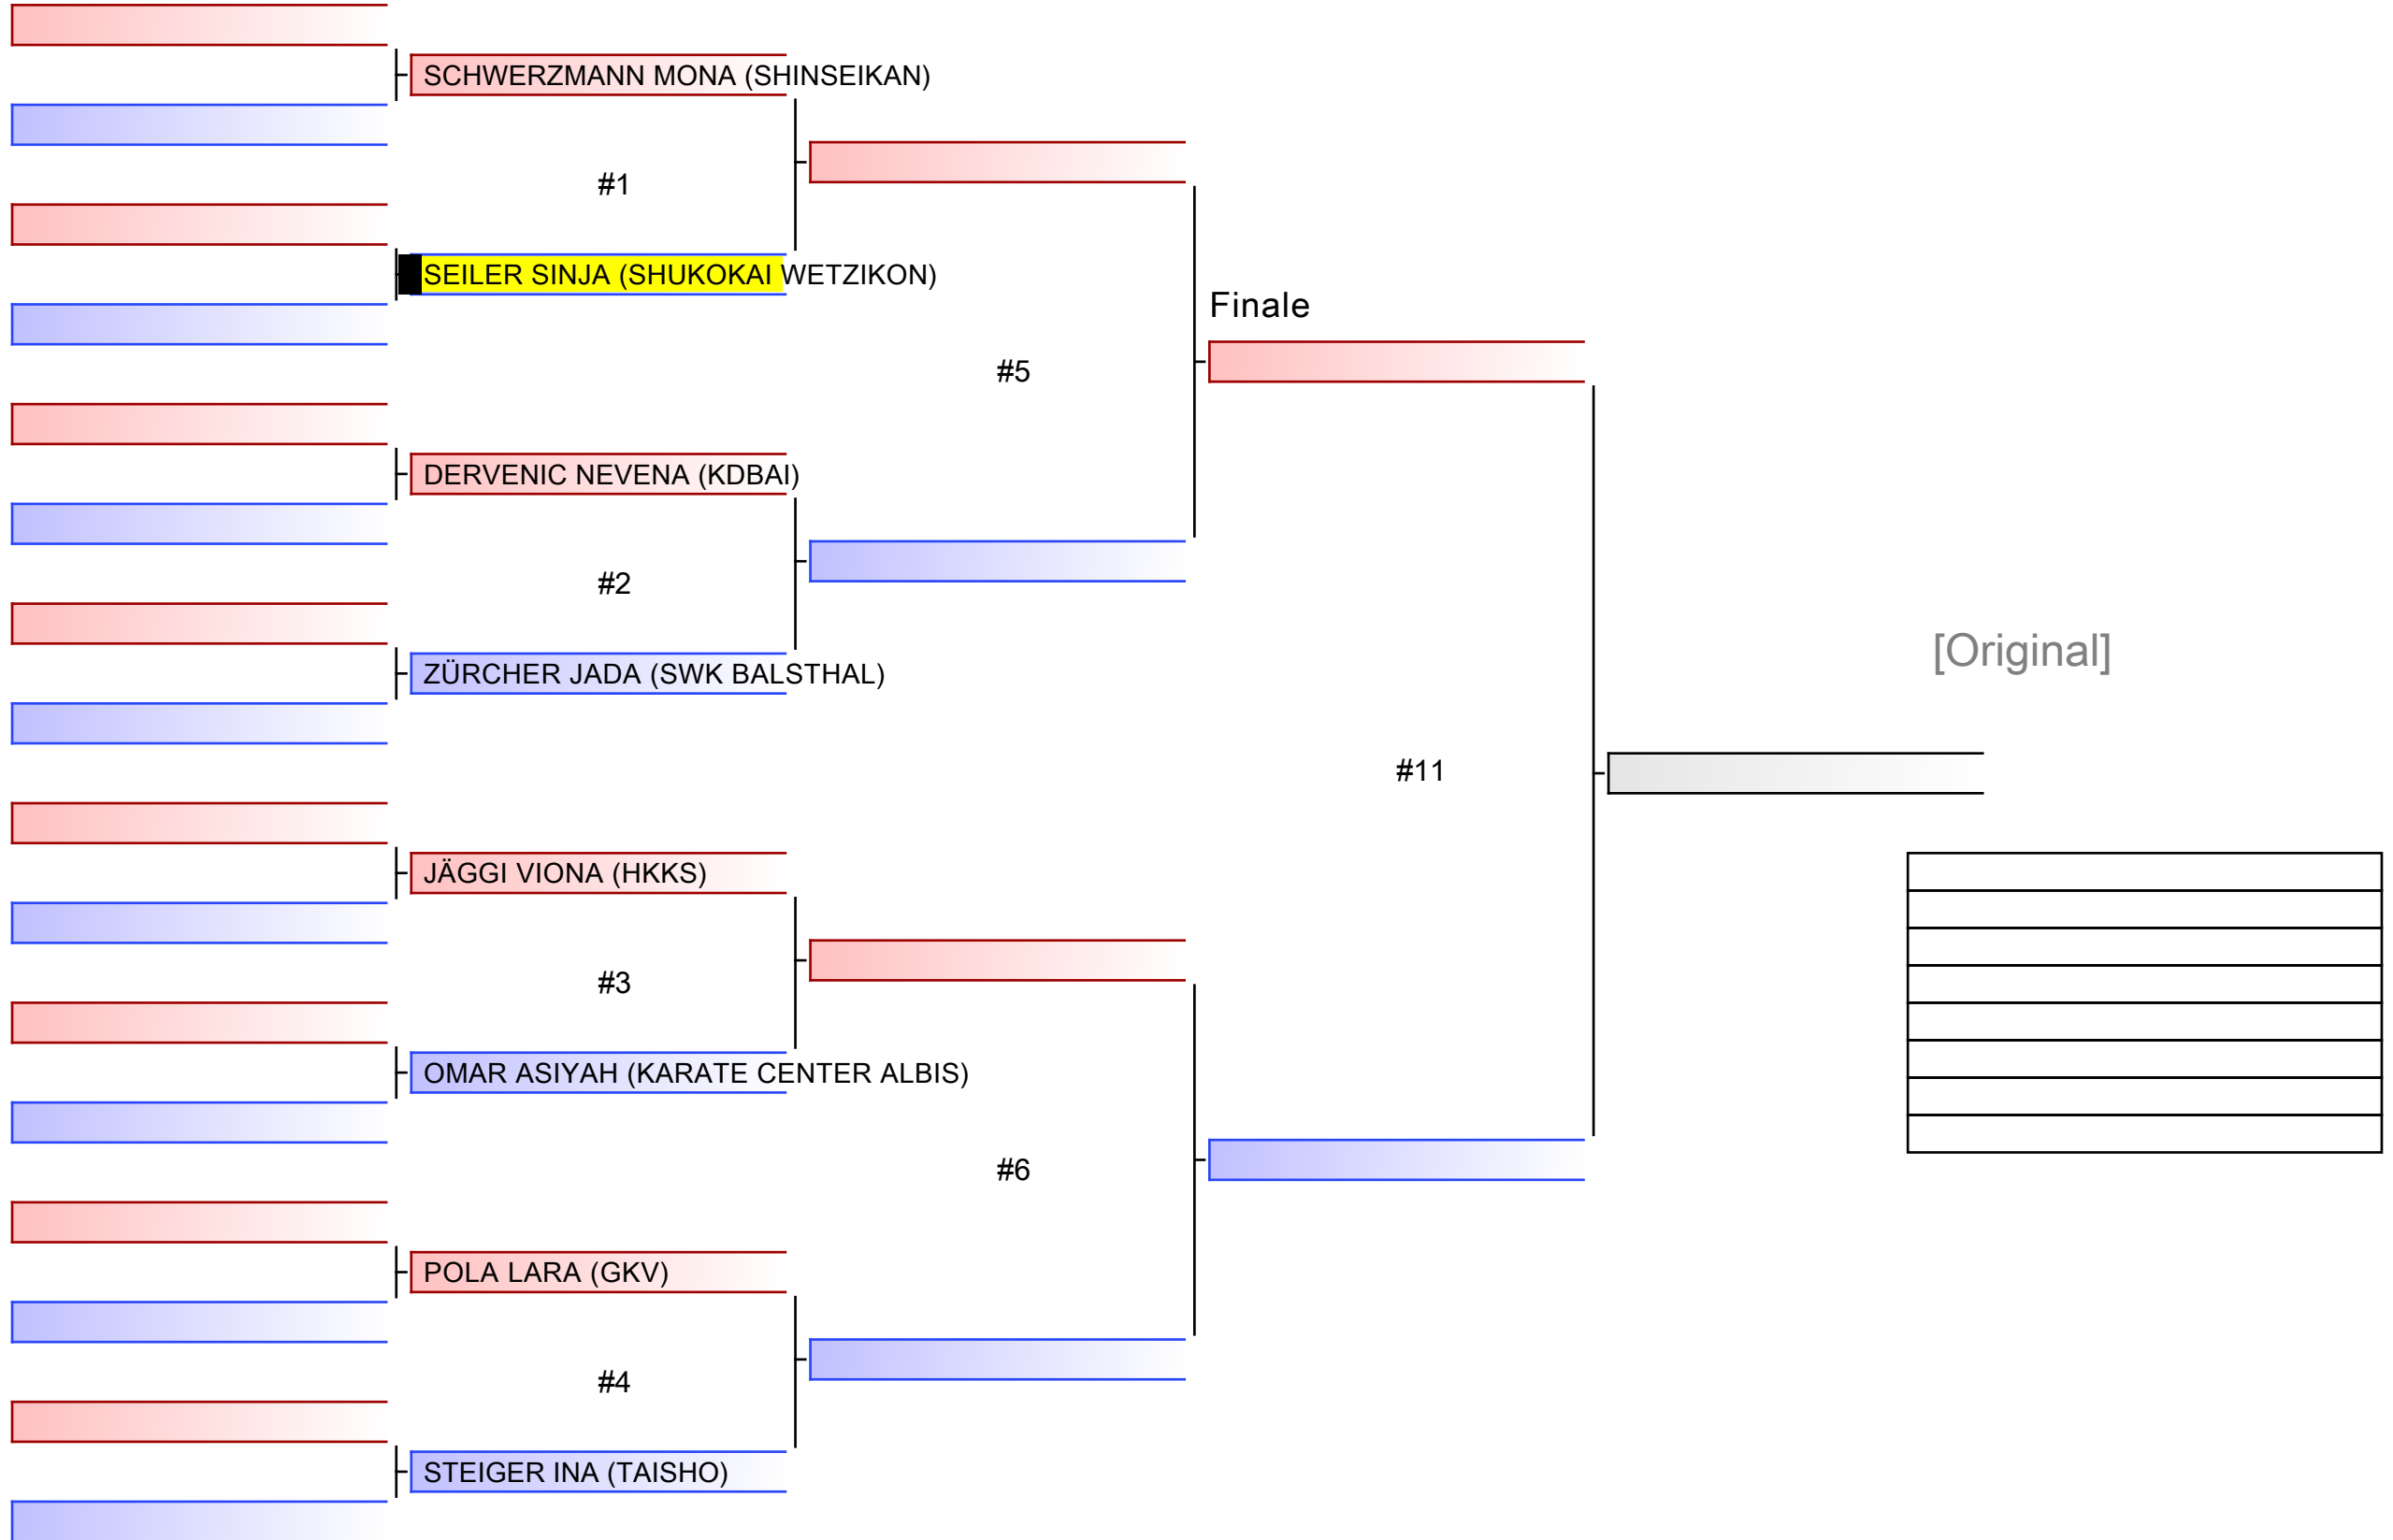 SCHWERZMANN MONA (SHINSEIKAN)
#1
SEILER SINJA (SHUKOKAI WETZIKON)
Finale
#5
DERVENIC NEVENA (KDBAI)
#2
ZÜRCHER JADA (SWK BALSTHAL)
[Original]
#11
JÄGGI VIONA (HKKS)
#3
OMAR ASIYAH (KARATE CENTER ALBIS)
#6
POLA LARA (GKV)
#4
STEIGER INA (TAISHO)